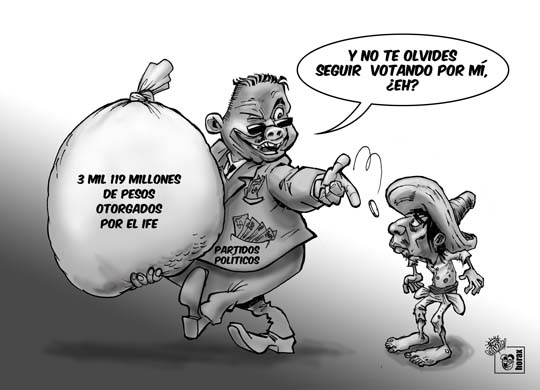 Y NO TE OLVIDES
SEGUIR VOTANDO POR MÍ,
¿EH?
3 MIL 119 MILLONES
DE PESOS
OTORGADOS
POR EL IFE
PARTIDOS
POLÍTICOS
horax